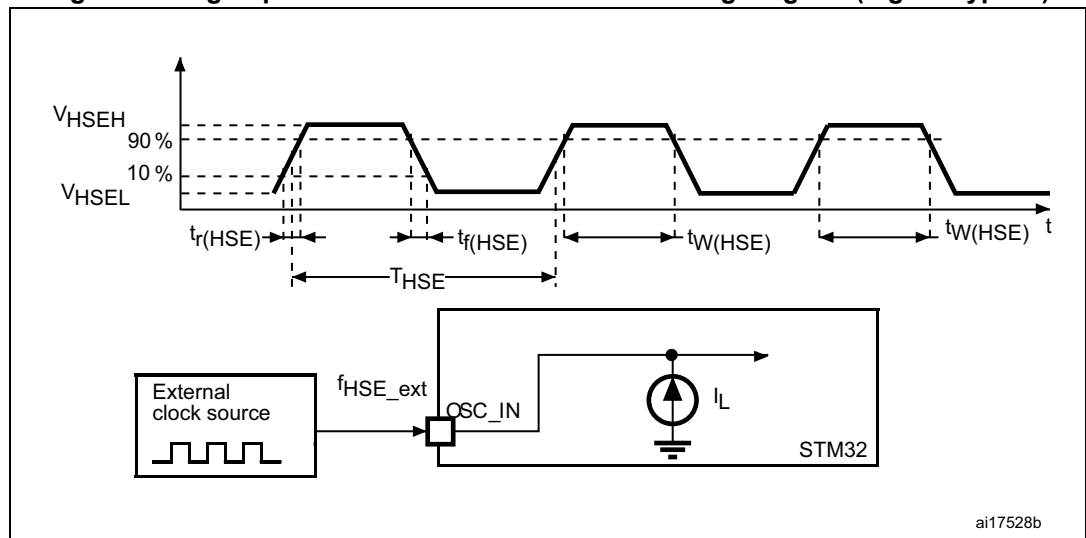 VHSEH
90 %
10 %
VHSEL
tr(HSE)
tf(HSE)
tW(HSE)
tW(HSE)
t
THSE
External
clock source
fHSE_ext
OSC_IN
IL
STM32
ai17528b